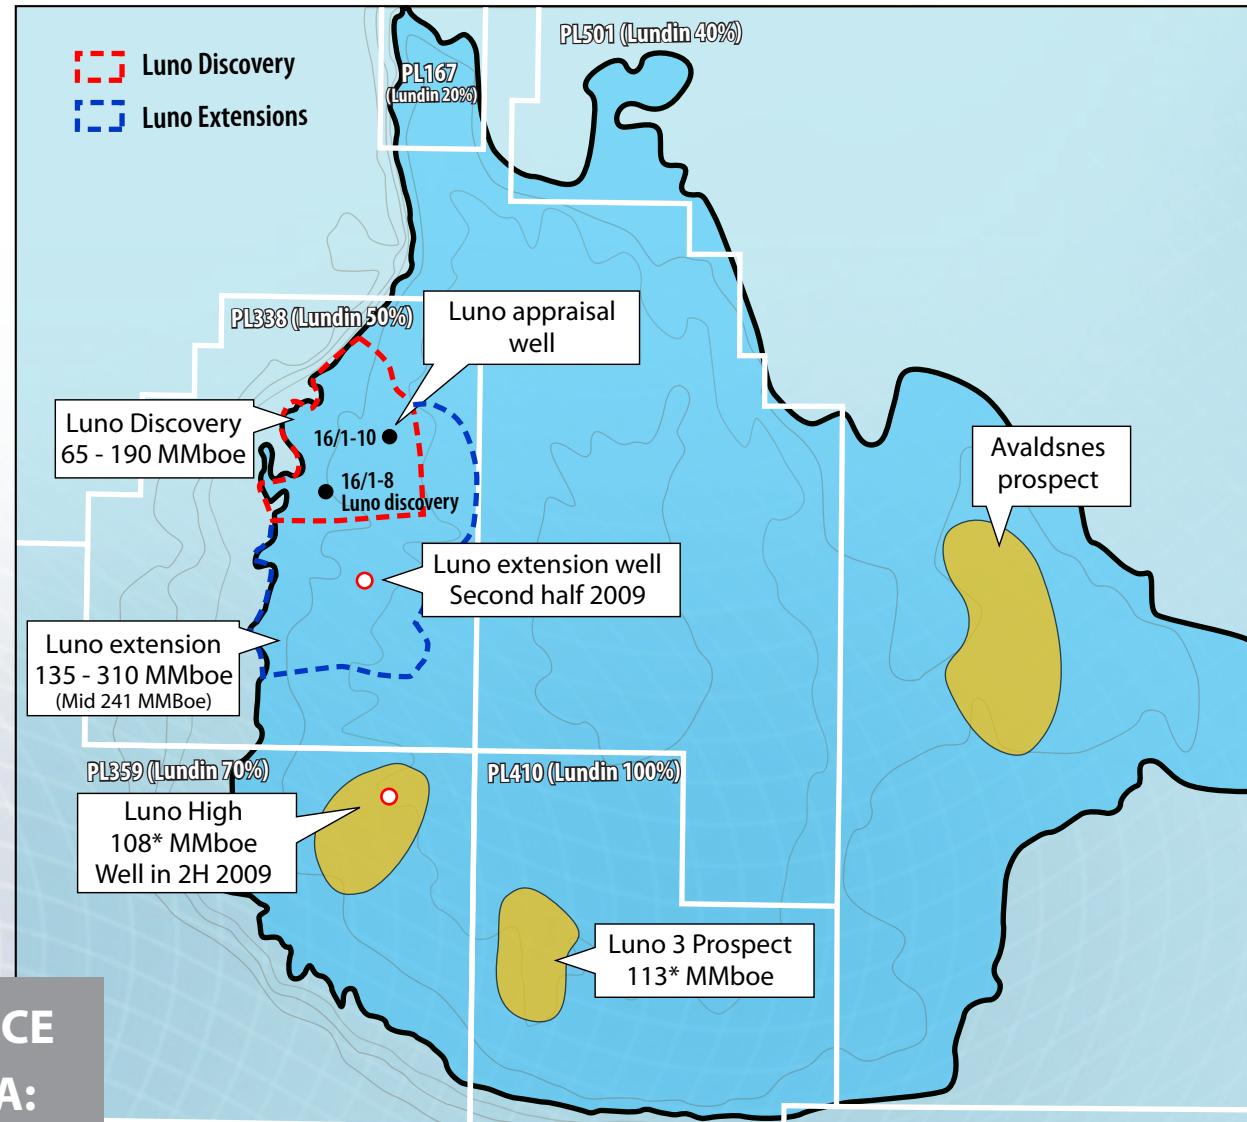 PL501 (Lundin 40%)
Luno Discovery
Luno Extensions
PL167
(Lundin 20%)
PL338 (Lundin 50%)
Luno appraisal
well
Luno Discovery
65 - 190 MMboe
16/1-10
16/1-8
Luno discovery
Avaldsnes
prospect
Luno extension well
Second half 2009
Luno extension
135 - 310 MMboe
(Mid 241 MMBoe)
PL359 (Lundin 70%)
PL410 (Lundin 100%)
Luno High
108* MMboe
Well in 2H 2009
Luno 3 Prospect
113* MMboe
CE
A: